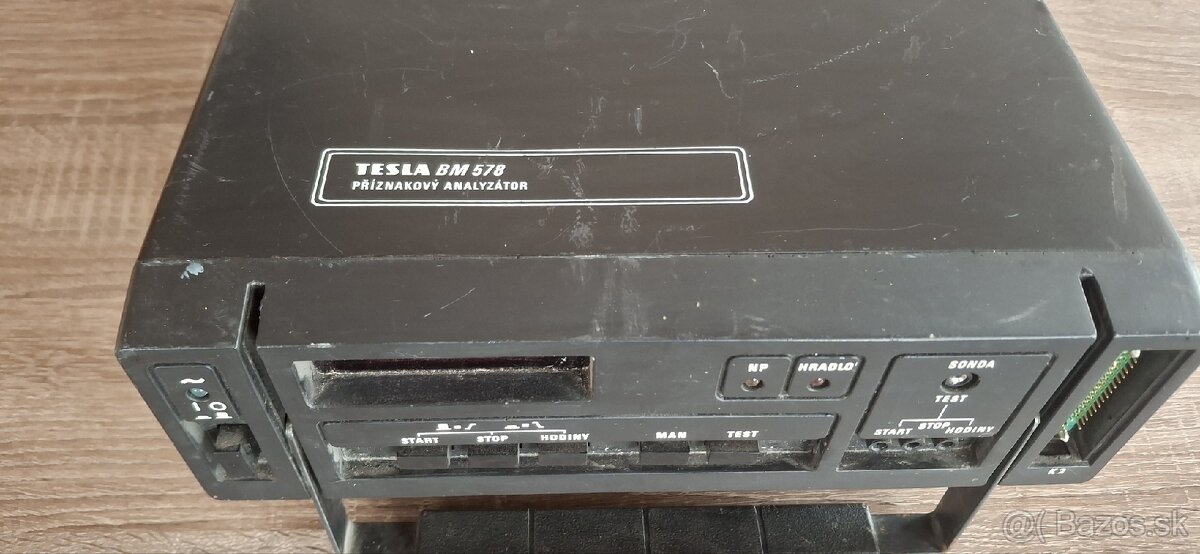 TESLA BM 578
PŘÍZNAKOVÝ ANALYZÁTOR
NP
HRADLO
SONDA
TEST
START STOP HODINY
START STOP HODINY
MAN TEST
K2
@( Bazos.sk